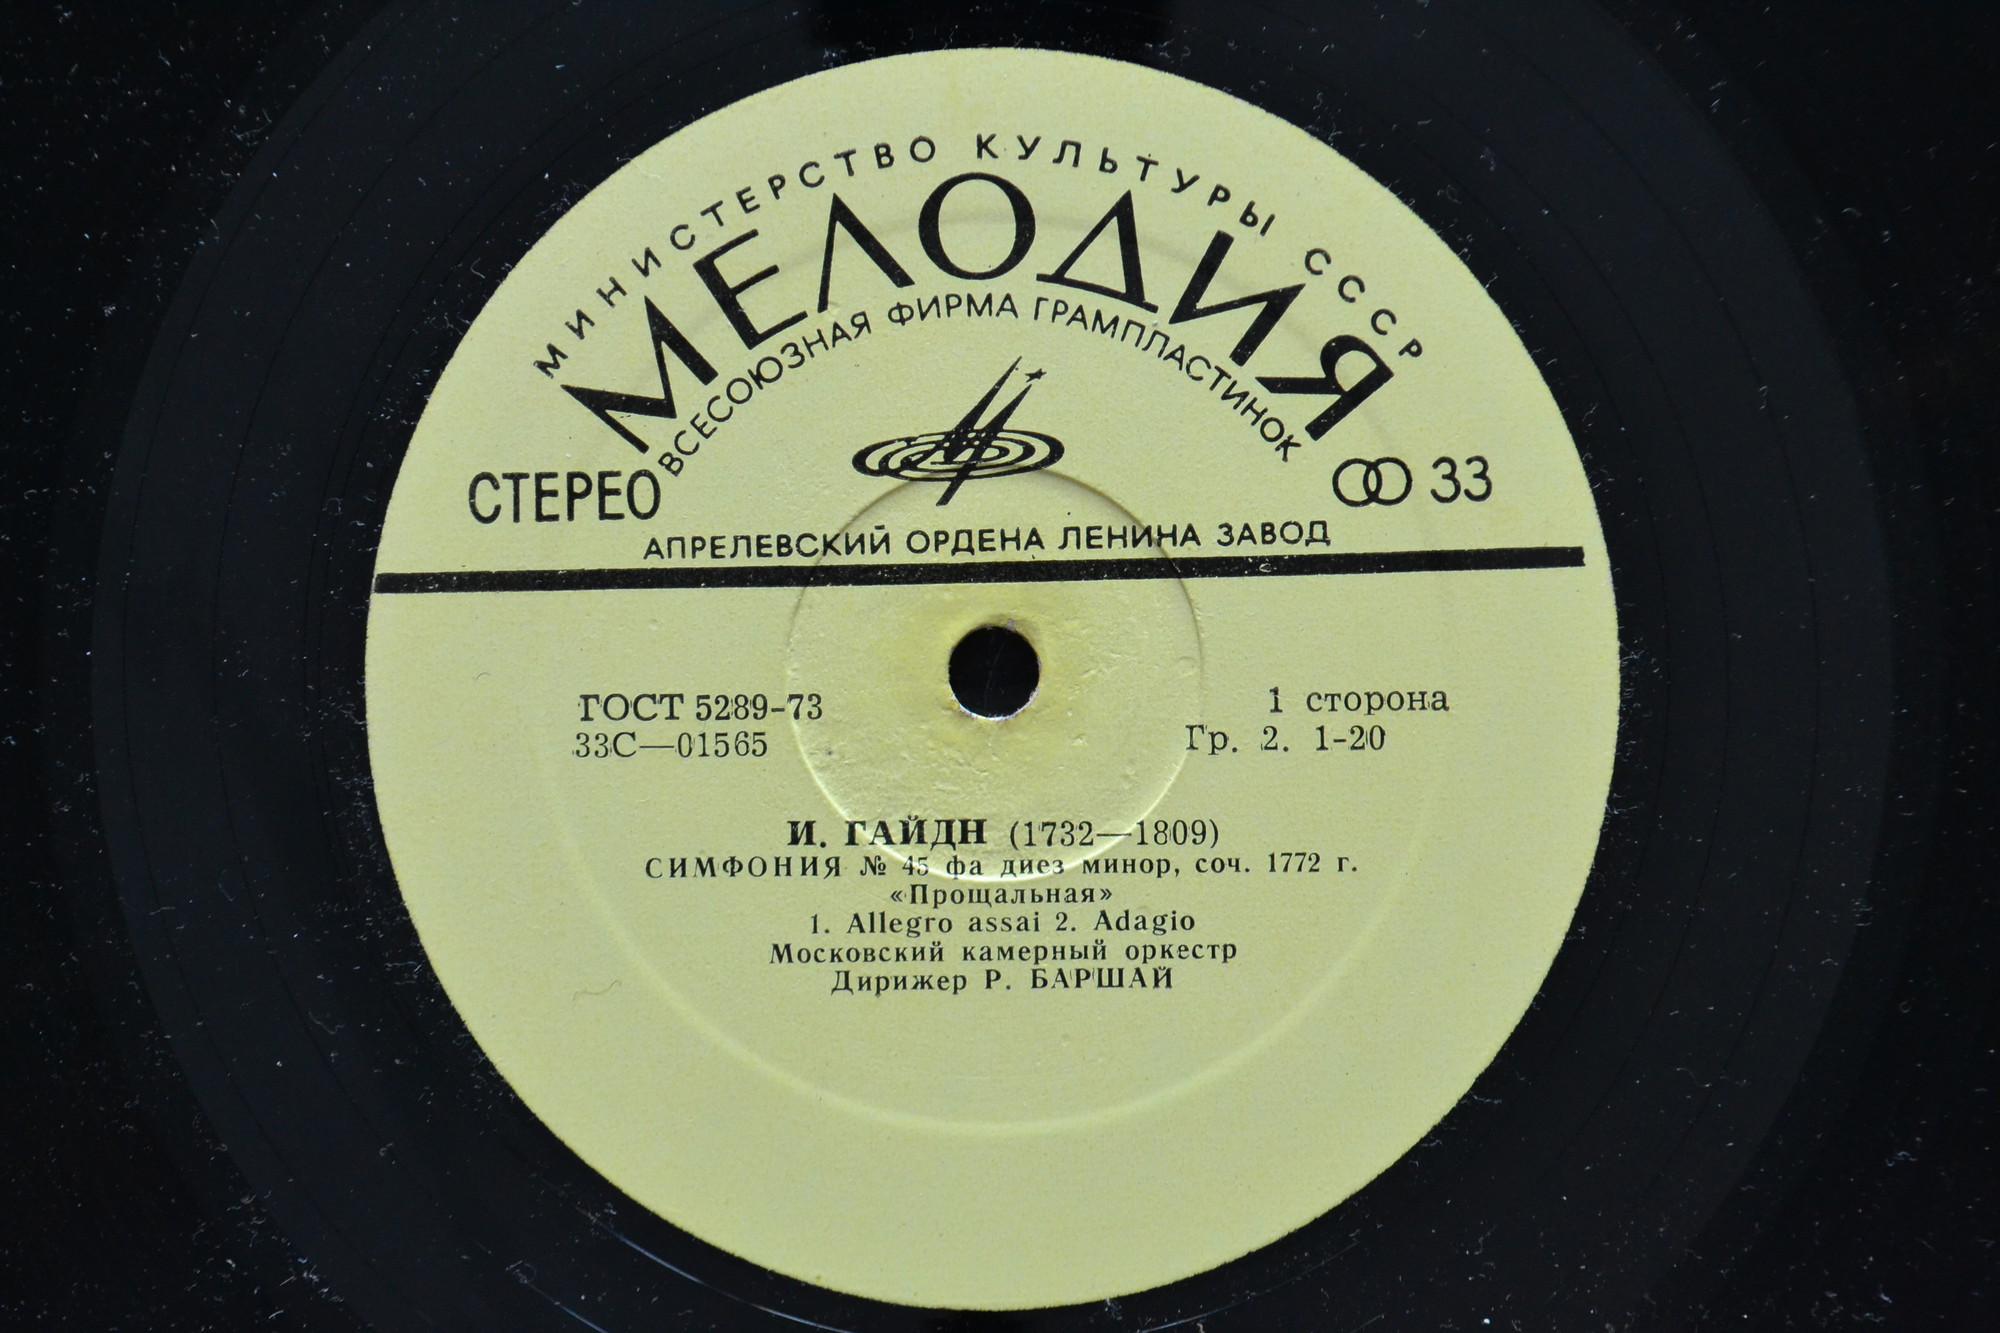 МИНИСТЕРСТВО КУЛЬТУРЫ СССР
МЕЛОДИЯ
ВСЕСОЮЗНАЯ ФИРМА ГРАМПЛАСТИНОК
СТЕРЕО
33
АПРЕЛЕВСКИЙ ОРДЕНА ЛЕНИНА ЗАВОД
ГОСТ 5289-73
1 сторона
33С—01565
Гр. 2. 1-20
И. ГАЙДН (1732—1809)
СИМФОНИЯ № 45 фа диез минор, соч. 1772 г.
«Прощальная»
1. Allegro assai 2. Adagio
Московский камерный оркестр
Дирижер Р. БАРШАЙ